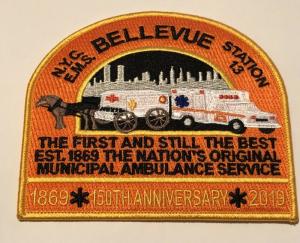 N.Y.C. BELLEVUE STATION
E.M.S. 13
THE FIRST AND STILL THE BEST
EST. 1869 THE NATION'S ORIGINAL
MUNICIPAL AMBULANCE SERVICE
1869 150TH ANNIVERSARY 2019